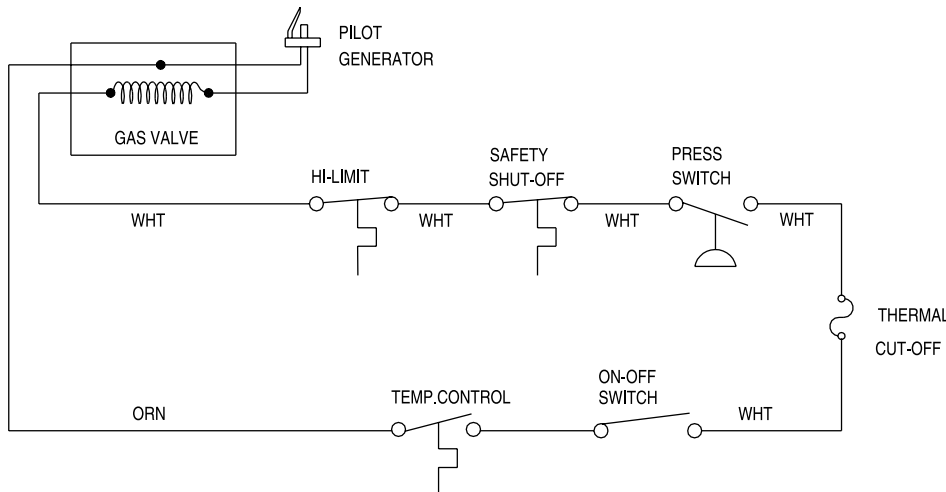 PILOT
GENERATOR
GAS VALVE
SAFETY
SHUT-OFF
PRESS
SWITCH
HI-LIMIT
WHT
WHT
WHT
WHT
THERMAL
CUT-OFF
ON-OFF
SWITCH
TEMP.CONTROL
ORN
WHT